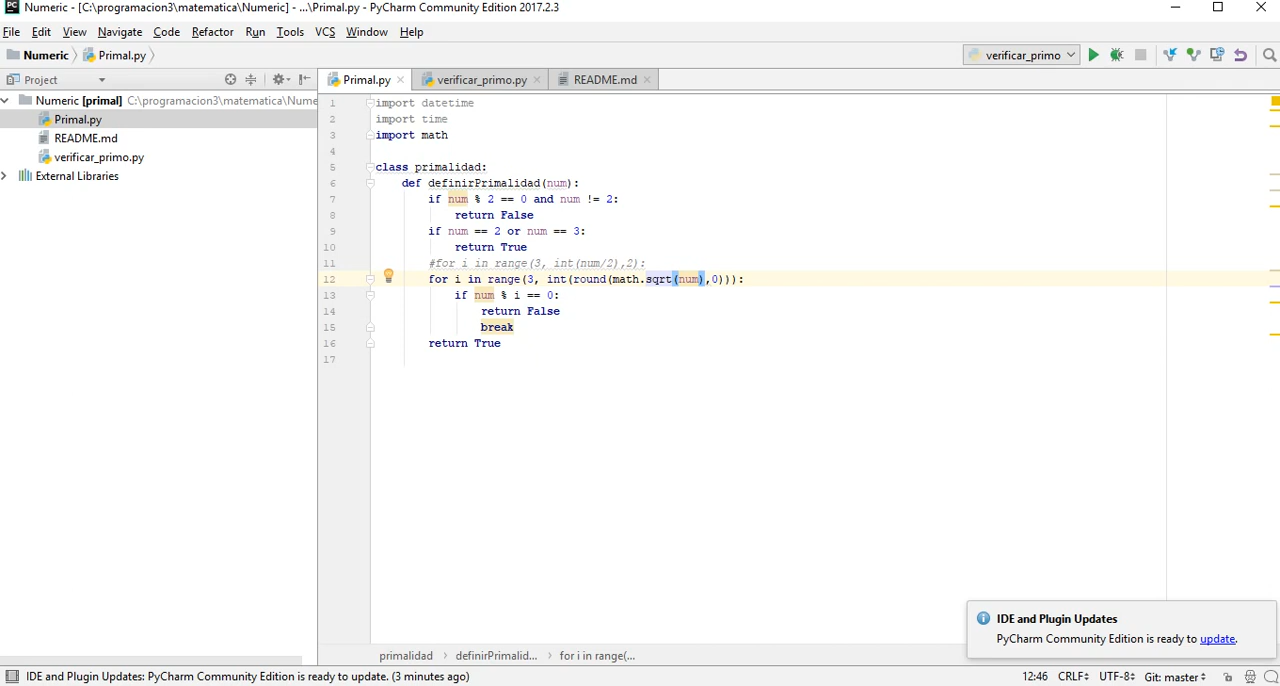 Numeric - [C:\programacion3\matematica\Numeric] - ...\Primal.py - PyCharm Community Edition 2017.2.3
File Edit View Navigate Code Refactor Run Tools VCS Window Help
Numeric Primal.py verificar_primo
Project Primal.py verificar_primo.py README.md
Numeric [primal] C:\programacion3\matematica\Nume
Primal.py
README.md
verificar_primo.py
External Libraries
1 import datetime
2 import time
3 import math
4
5 class primalidad:
6 def definirPrimalidad(num):
7 if num % 2 == 0 and num != 2:
8 return False
9 if num == 2 or num == 3:
10 return True
11 #for i in range(3, int(num/2),2):
12 for i in range(3, int(round(math.sqrt(num),0))):
13 if num % i == 0:
14 return False
15 break
16 return True
17
IDE and Plugin Updates
PyCharm Community Edition is ready to update.
primalidad definirPrimalid... for i in range(...
IDE and Plugin Updates: PyCharm Community Edition is ready to update. (3 minutes ago) 12:46 CRLF UTF-8 Git: master